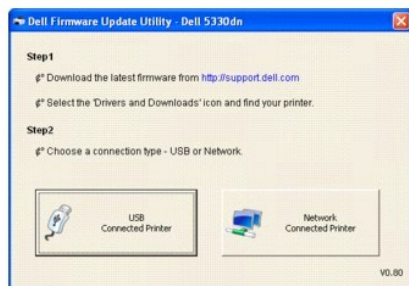 Dell Firmware Update Utility - Dell 5330dn
Step1
¢° Download the latest firmware from http://support.dell.com
¢° Select the 'Drivers and Downloads' icon and find your printer.
Step2
¢° Choose a connection type - USB or Network.
USB
Connected Printer
Network
Connected Printer
V0.80